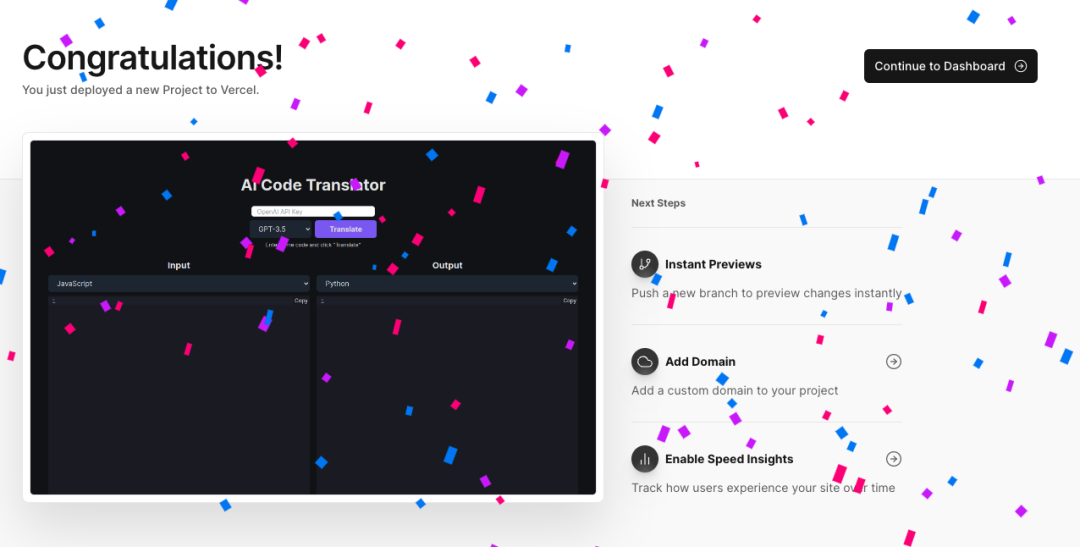 Congratulations!
You just deployed a new Project to Vercel.
Continue to Dashboard
AI Code Translator
OpenAI API Key
GPT-3.5
Translate
Enter some code and click "Translate"
Input
Output
JavaScript
Python
1
Copy
1
Copy
Next Steps
Instant Previews
Push a new branch to preview changes instantly
Add Domain
Add a custom domain to your project
Enable Speed Insights
Track how users experience your site over time